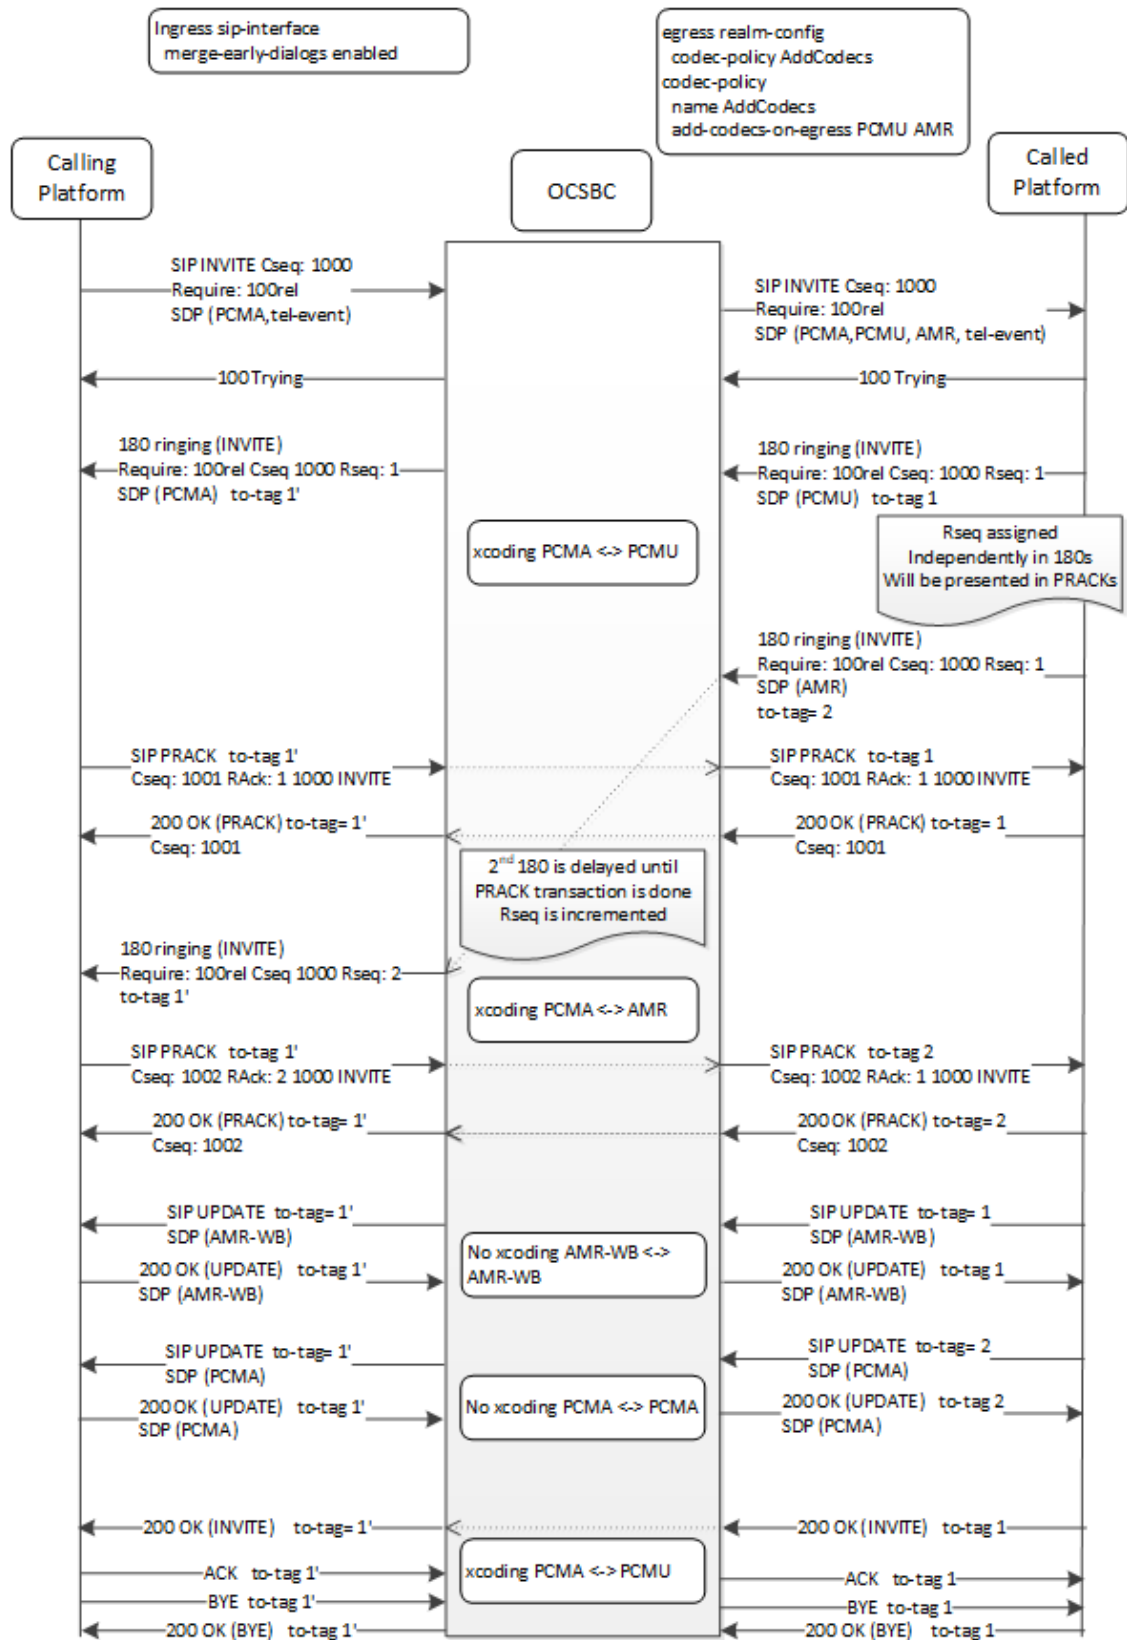 Ingress sip-interface
merge-early-dialogs enabled
egress realm-config
codec-policy AddCodecs
codec-policy
name AddCodecs
add-codecs-on-egress PCMU AMR
Calling
Platform
OCSBC
Called
Platform
SIP INVITE Cseq: 1000
Require: 100rel
SDP (PCMA,tel-event)
SIP INVITE Cseq: 1000
Require: 100rel
SDP (PCMA,PCMU, AMR, tel-event)
100 Trying
100 Trying
180 ringing (INVITE)
Require: 100rel Cseq 1000 Rseq: 1
SDP (PCMA) to-tag 1'
180 ringing (INVITE)
Require: 100rel Cseq: 1000 Rseq: 1
SDP (PCMU) to-tag 1
xcoding PCMA <-> PCMU
Rseq assigned
Independently in 180s
Will be presented in PRACKs
180 ringing (INVITE)
Require: 100rel Cseq: 1000 Rseq: 1
SDP (AMR)
to-tag= 2
SIP PRACK to-tag 1'
Cseq: 1001 RAck: 1 1000 INVITE
SIP PRACK to-tag 1
Cseq: 1001 RAck: 1 1000 INVITE
200 OK (PRACK) to-tag= 1'
Cseq: 1001
200 OK (PRACK) to-tag= 1
Cseq: 1001
2nd 180 is delayed until
PRACK transaction is done
Rseq is incremented
180 ringing (INVITE)
Require: 100rel Cseq 1000 Rseq: 2
to-tag 1'
xcoding PCMA <-> AMR
SIP PRACK to-tag 1'
Cseq: 1002 RAck: 2 1000 INVITE
SIP PRACK to-tag 2
Cseq: 1002 RAck: 1 1000 INVITE
200 OK (PRACK) to-tag= 1'
Cseq: 1002
200 OK (PRACK) to-tag= 2
Cseq: 1002
SIP UPDATE to-tag= 1'
SDP (AMR-WB)
SIP UPDATE to-tag= 1
SDP (AMR-WB)
No xcoding AMR-WB <->
AMR-WB
200 OK (UPDATE) to-tag 1'
SDP (AMR-WB)
200 OK (UPDATE) to-tag 1
SDP (AMR-WB)
SIP UPDATE to-tag= 1'
SDP (PCMA)
SIP UPDATE to-tag= 2
SDP (PCMA)
No xcoding PCMA <-> PCMA
200 OK (UPDATE) to-tag 1'
SDP (PCMA)
200 OK (UPDATE) to-tag 2
SDP (PCMA)
200 OK (INVITE) to-tag= 1'
200 OK (INVITE) to-tag 1
xcoding PCMA <-> PCMU
ACK to-tag 1'
ACK to-tag 1
BYE to-tag 1'
BYE to-tag 1
200 OK (BYE) to-tag 1'
200 OK (BYE) to-tag 1